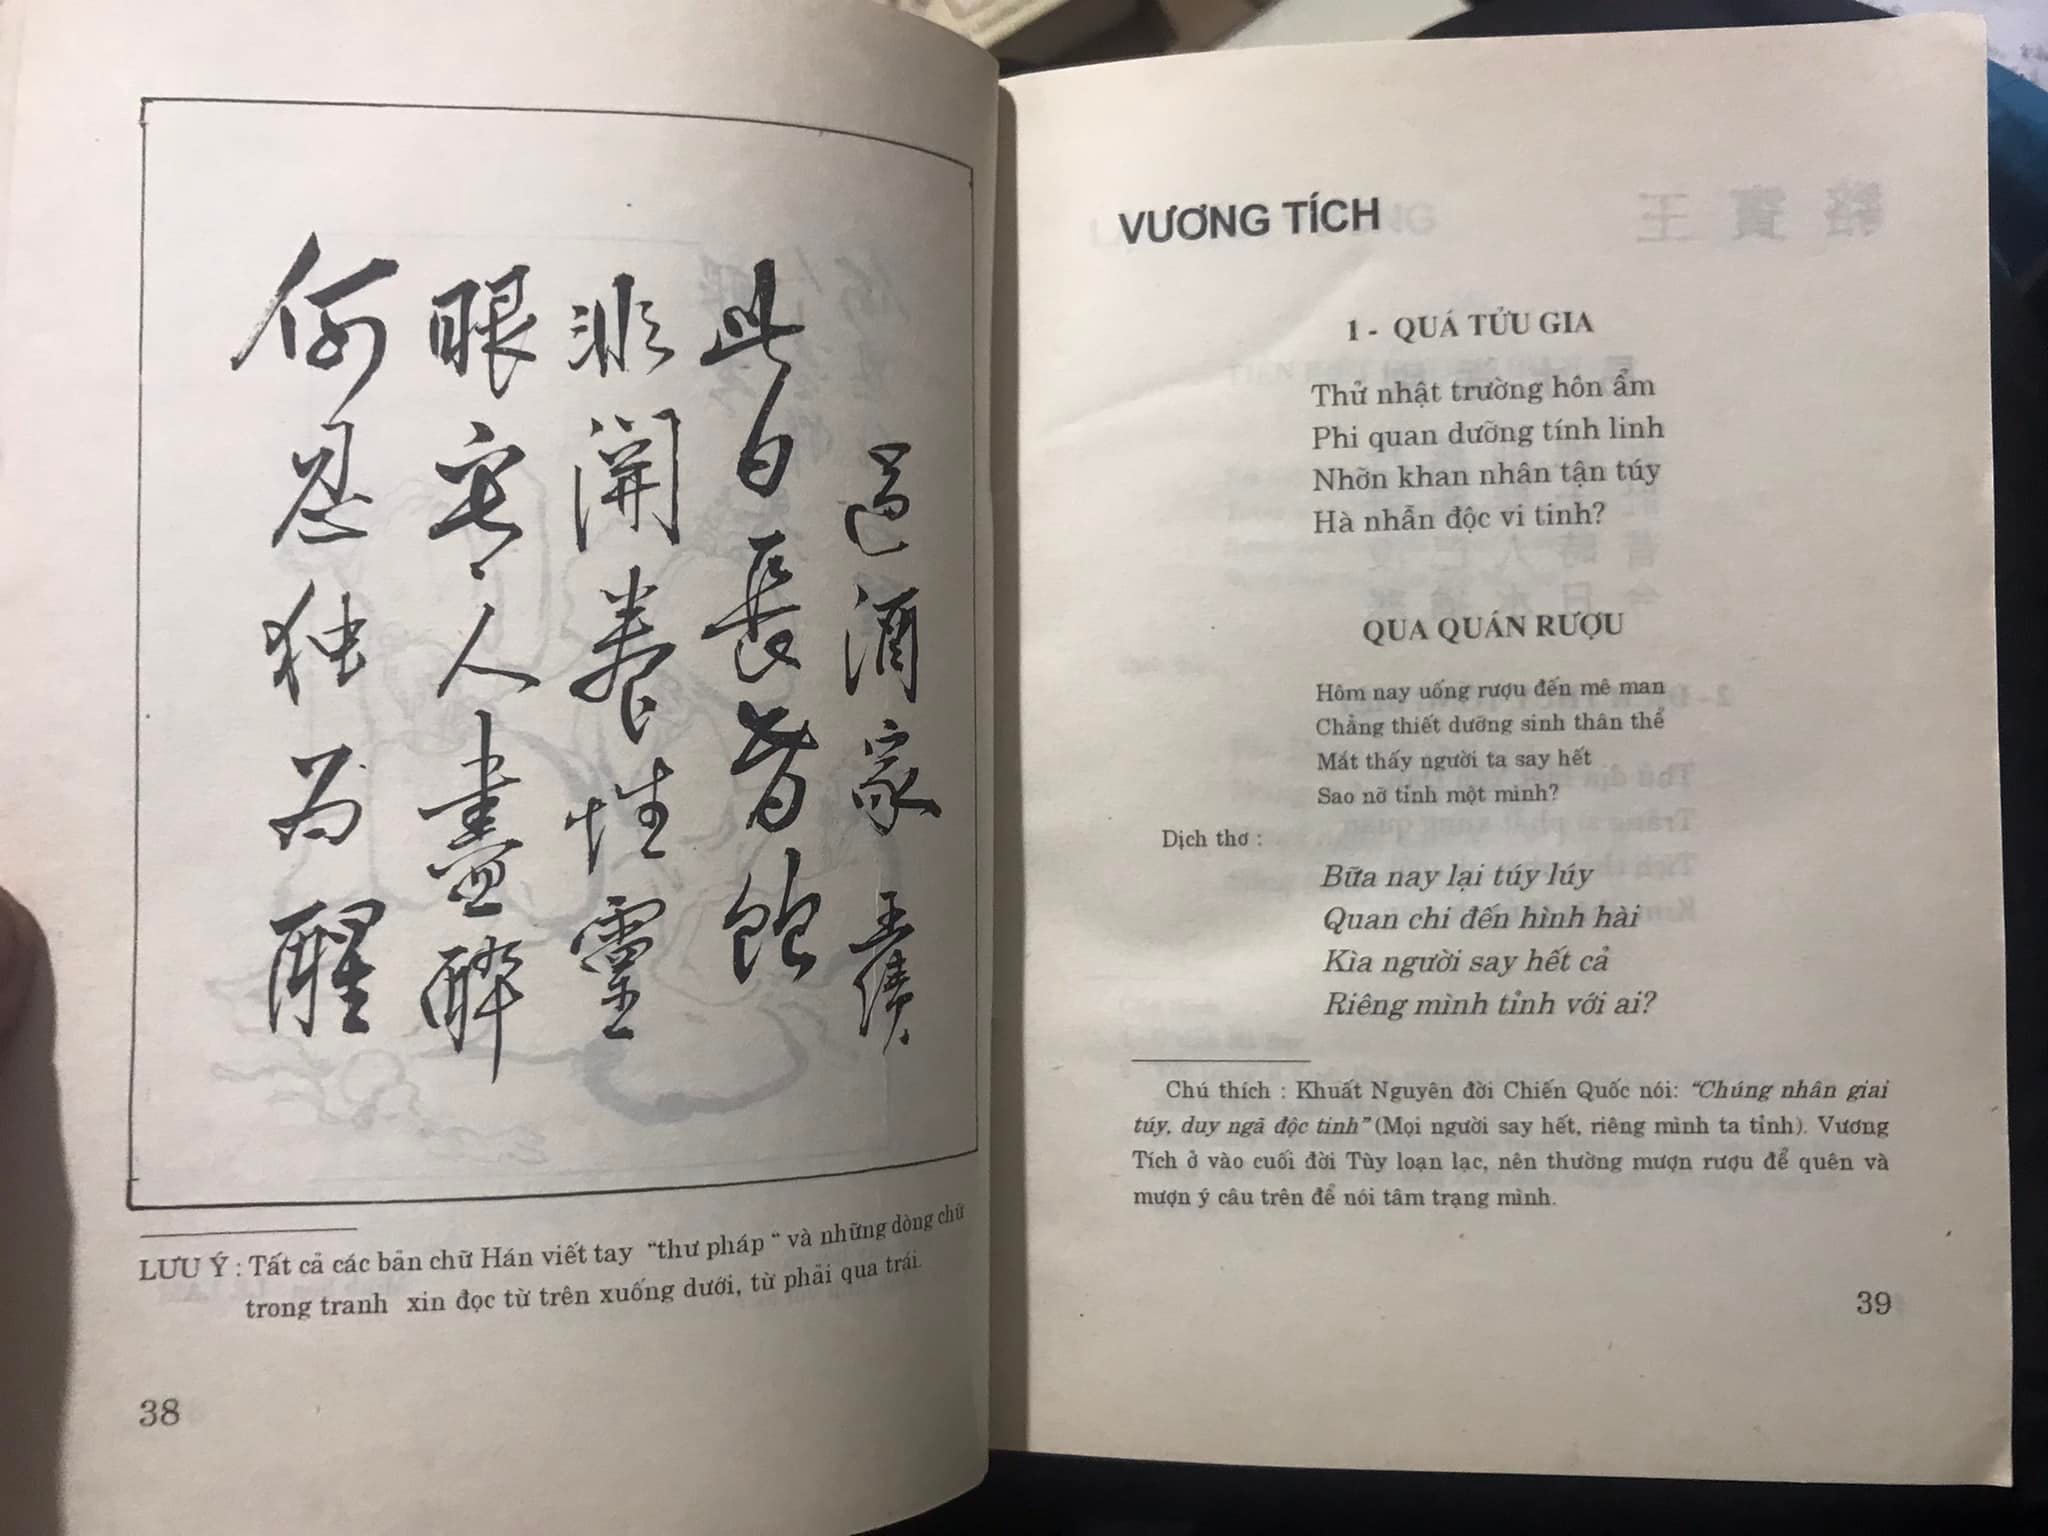 過酒家 王績
此日長昏飲
非關養性靈
眼看人盡醉
何忍独為醒
LƯU Ý : Tất cả các bản chữ Hán viết tay "thư pháp " và những dòng chữ
trong tranh xin đọc từ trên xuống dưới, từ phải qua trái.
38
VƯƠNG TÍCH
1 - QUÁ TỬU GIA
Thử nhật trường hôn ẩm
Phi quan dưỡng tính linh
Nhỡn khan nhân tận túy
Hà nhẫn độc vi tinh?
QUA QUÁN RƯỢU
Hôm nay uống rượu đến mê man
Chẳng thiết dưỡng sinh thân thể
Mắt thấy người ta say hết
Sao nỡ tỉnh một mình?
Dịch thơ :
Bữa nay lại túy lúy
Quan chi đến hình hài
Kìa người say hết cả
Riêng mình tỉnh với ai?
Chú thích : Khuất Nguyên đời Chiến Quốc nói: "Chúng nhân giai
túy, duy ngã độc tinh" (Mọi người say hết, riêng mình ta tỉnh). Vương
Tích ở vào cuối đời Tùy loạn lạc, nên thường mượn rượu để quên và
mượn ý câu trên để nói tâm trạng mình.
39